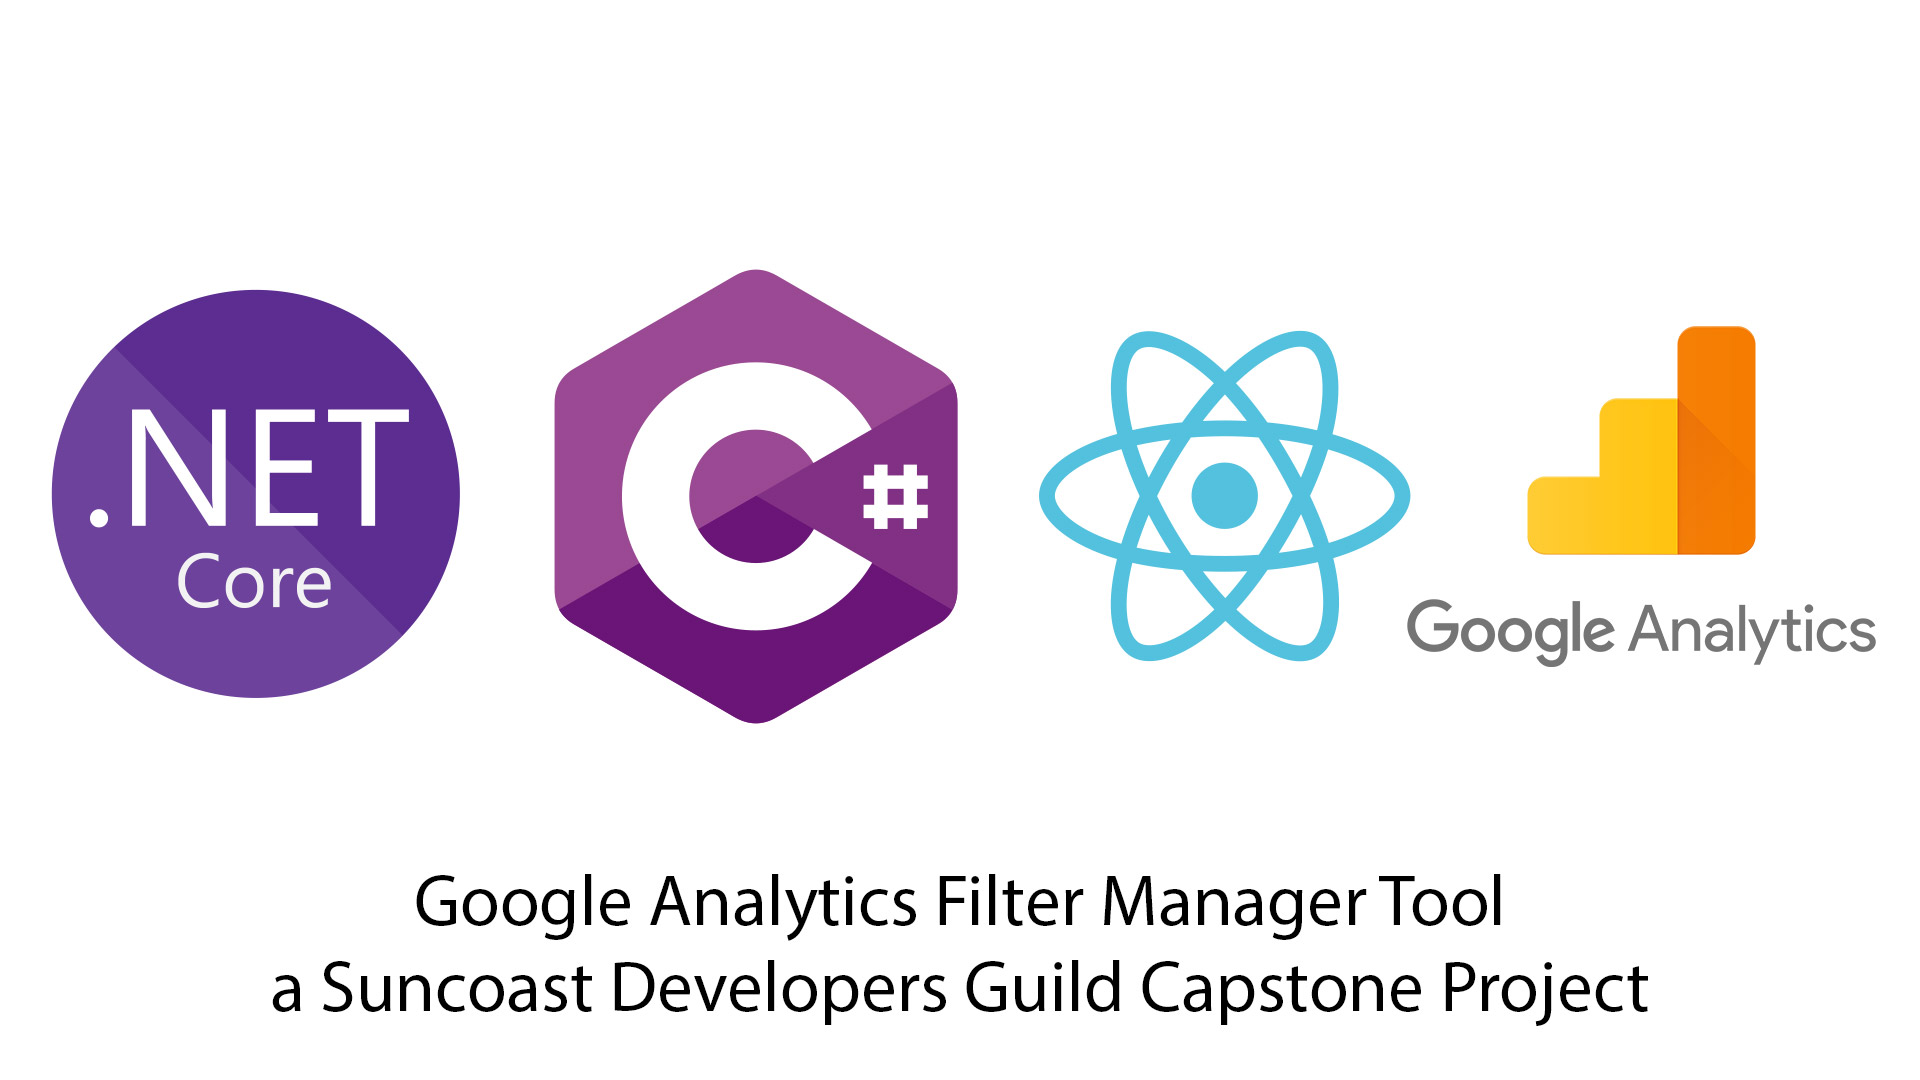 .NET
Core
C#
Google Analytics
Google Analytics Filter Manager Tool
a Suncoast Developers Guild Capstone Project